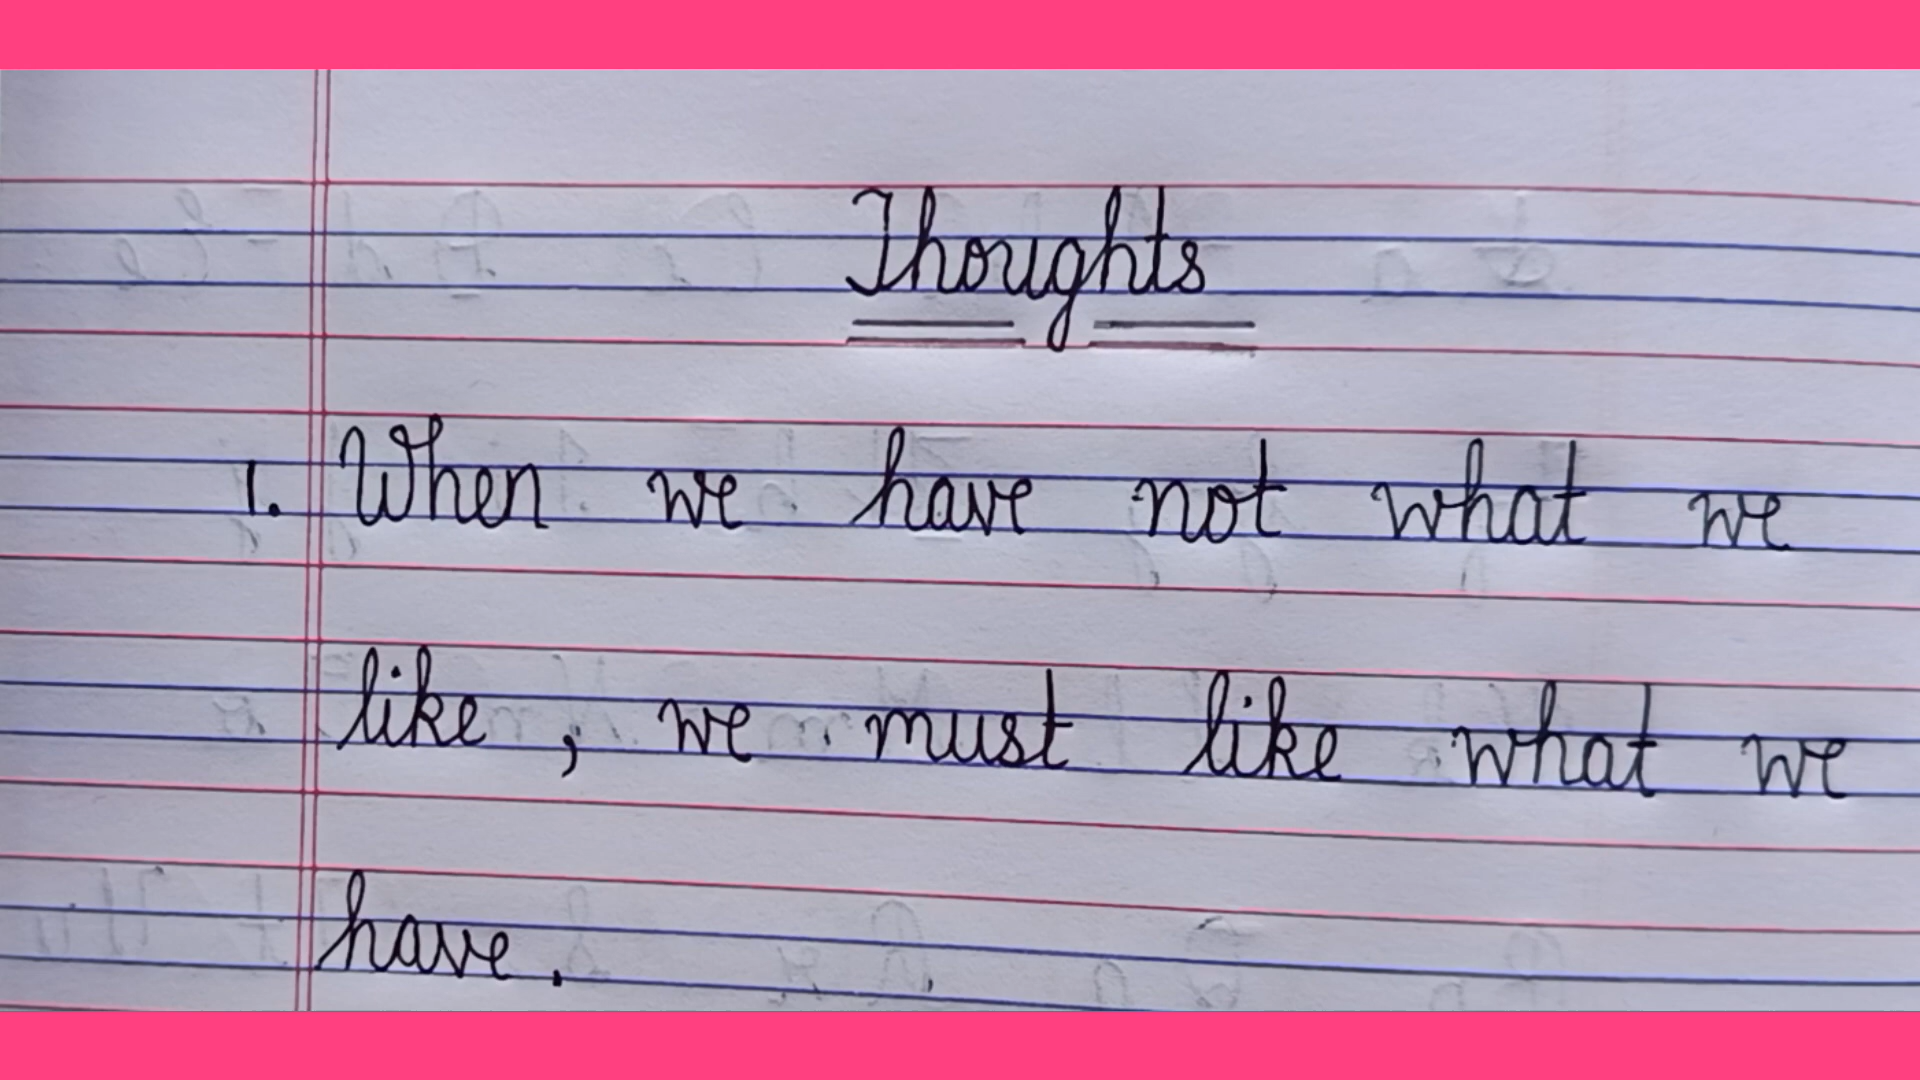 Thoughts
1. When we have not what we
like, we must like what we
have.